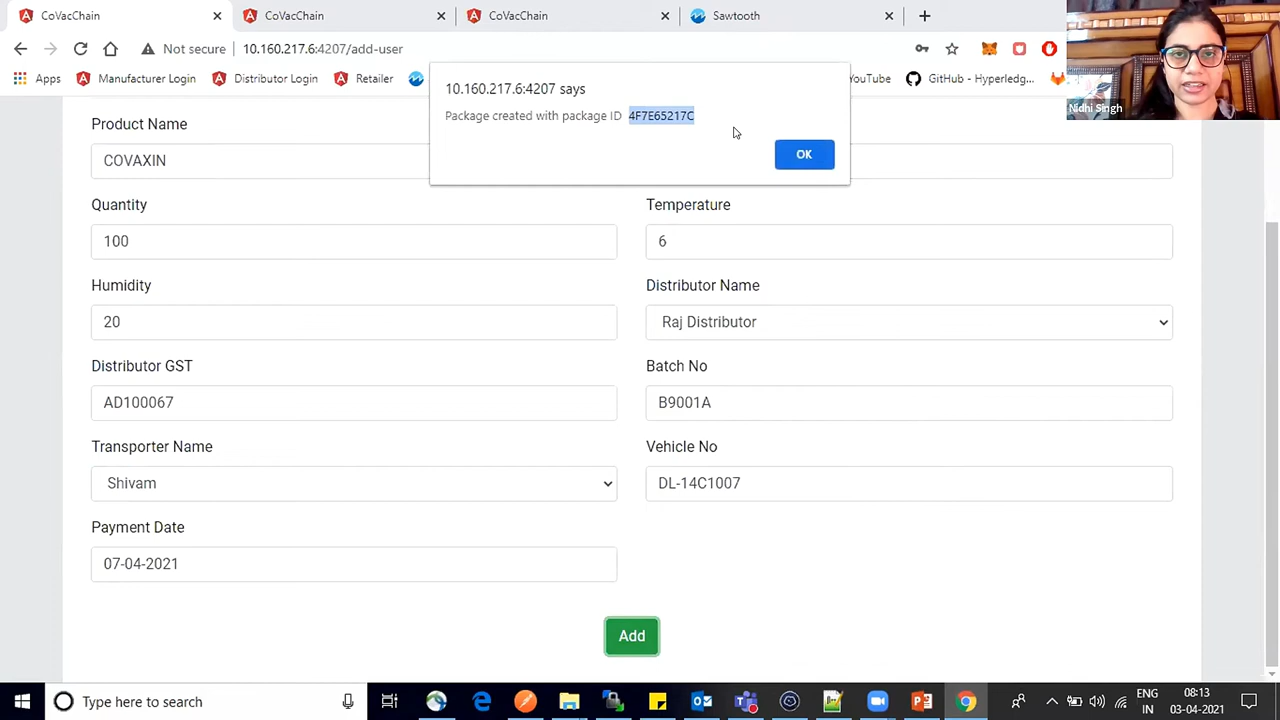 CoVacChain
CoVacChain
CoVacChain
Sawtooth
Not secure
10.160.217.6:4207/add-user
Apps
Manufacturer Login
Distributor Login
Retailer
YouTube
GitHub - Hyperledg...
Nidhi Singh
10.160.217.6:4207 says
Package created with package ID 4F7E65217C
OK
Product Name
COVAXIN
Quantity
Temperature
100
6
Humidity
Distributor Name
20
Raj Distributor
Distributor GST
Batch No
AD100067
B9001A
Transporter Name
Vehicle No
Shivam
DL-14C1007
Payment Date
07-04-2021
Add
Type here to search
ENG
IN
08:13
03-04-2021